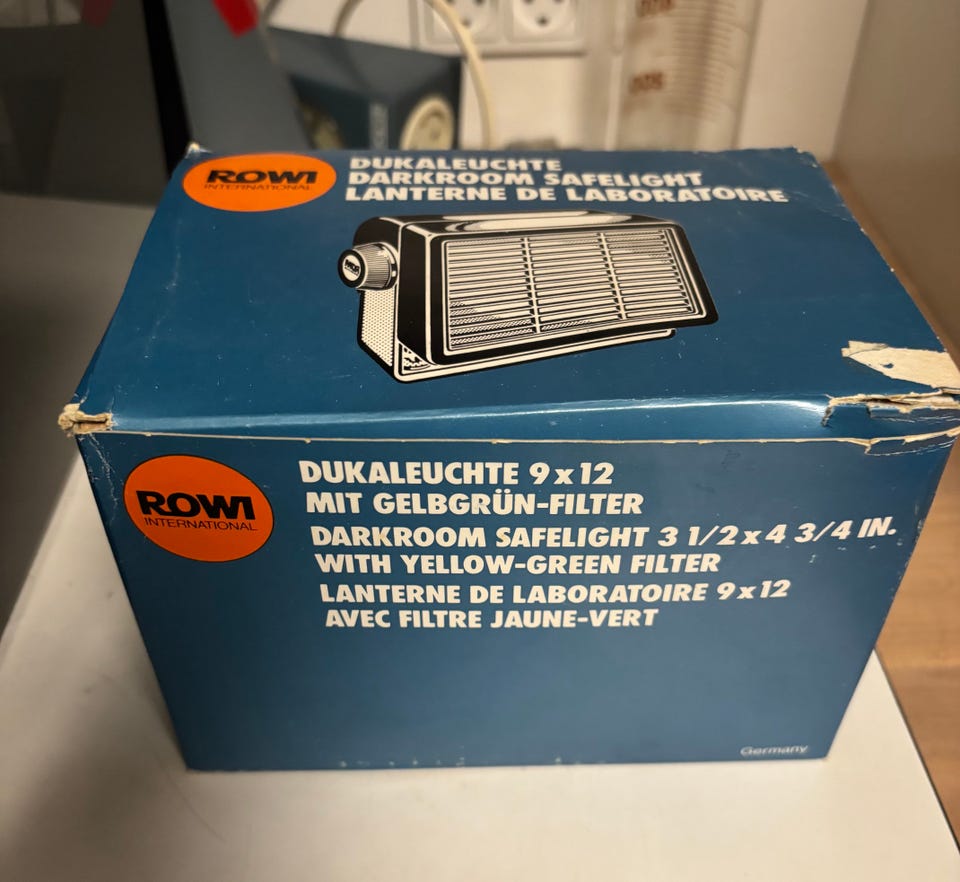 ROWI
INTERNATIONAL
DUKALEUCHTE
DARKROOM SAFELIGHT
LANTERNE DE LABORATOIRE
ROWI
INTERNATIONAL
DUKALEUCHTE 9 x 12
MIT GELBGRÜN-FILTER
DARKROOM SAFELIGHT 3 1/2 x 4 3/4 IN.
WITH YELLOW-GREEN FILTER
LANTERNE DE LABORATOIRE 9 x 12
AVEC FILTRE JAUNE-VERT
Germany